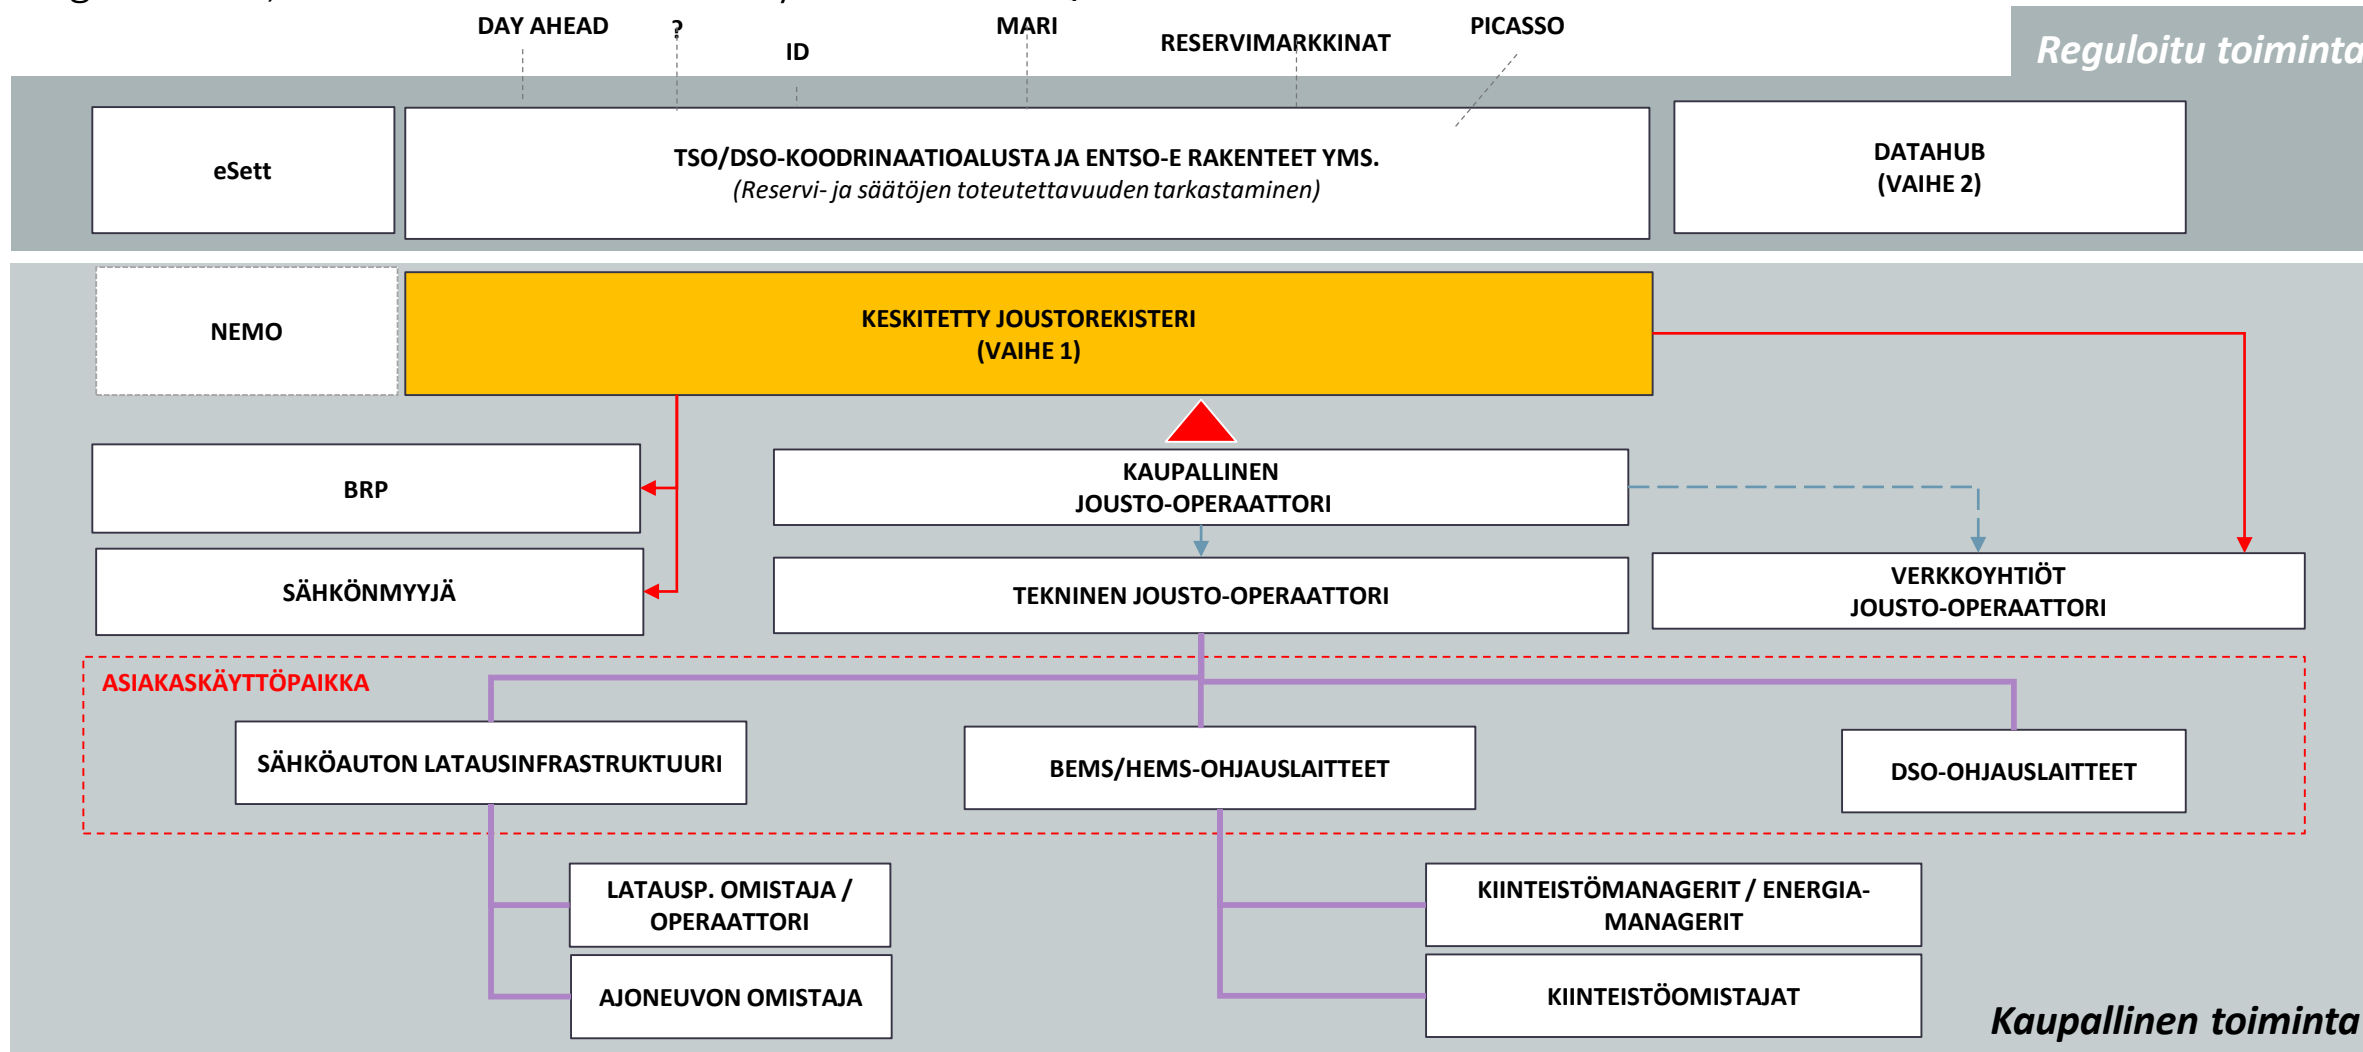 DAY AHEAD
?
ID
MARI
RESERVIMARKKINAT
PICASSO
Reguloitu toiminta
eSett
TSO/DSO-KOODRINAATIOALUSTA JA ENTSO-E RAKENTEET YMS.
(Reservi- ja säätöjen toteutettavuuden tarkastaminen)
DATAHUB
(VAIHE 2)
NEMO
KESKITETTY JOUSTOREKISTERI
(VAIHE 1)
BRP
KAUPALLINEN
JOUSTO-OPERAATTORI
SÄHKÖNMYYJÄ
TEKNINEN JOUSTO-OPERAATTORI
VERKKOYHTIÖT
JOUSTO-OPERAATTORI
ASIAKASKÄYTTÖPAIKKA
SÄHKÖAUTON LATAUSINFRASTRUKTUURI
BEMS/HEMS-OHJAUSLAITTEET
DSO-OHJAUSLAITTEET
LATAUSP. OMISTAJA /
OPERAATTORI
KIINTEISTÖMANAGERIT / ENERGIA-
MANAGERIT
AJONEUVON OMISTAJA
KIINTEISTÖOMISTAJAT
Kaupallinen toiminta